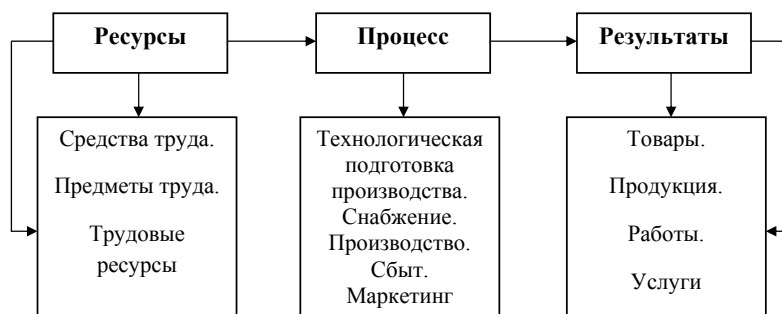 Ресурсы
Процесс
Результаты
Средства труда.
Предметы труда.
Трудовые
ресурсы
Технологическая
подготовка
производства.
Снабжение.
Производство.
Сбыт.
Маркетинг
Товары.
Продукция.
Работы.
Услуги